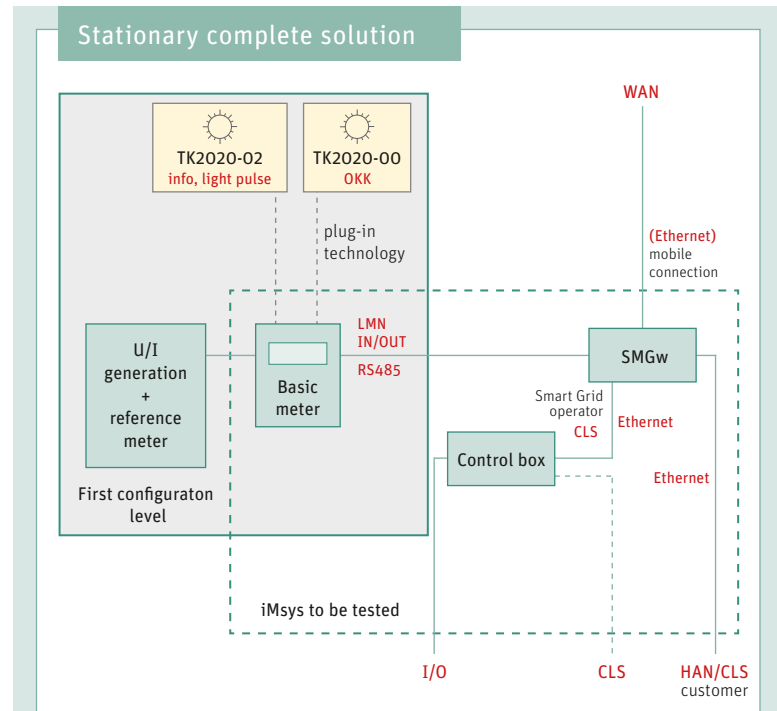 Stationary complete solution
WAN
TK2020-02
info, light pulse
TK2020-00
OKK
plug-in
technology
(Ethernet)
mobile
connection
U/I
generation
+
reference
meter
Basic
meter
LMN
IN/OUT
RS485
SMGw
Smart Grid
operator
CLS
Ethernet
Control box
Ethernet
First configuraton
level
iMsys to be tested
I/O
CLS
HAN/CLS
customer